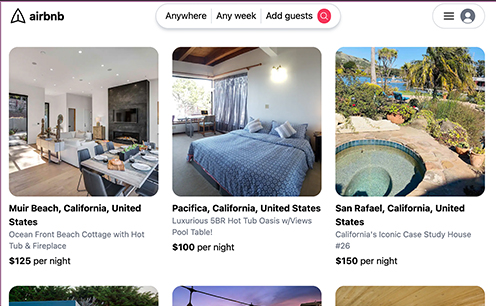 airbnb
Anywhere
Any week
Add guests
Muir Beach, California, United
States
Ocean Front Beach Cottage with Hot
Tub & Fireplace
$125 per night
Pacifica, California, United States
Luxurious 5BR Hot Tub Oasis w/Views
Pool Table!
$100 per night
San Rafael, California, United
States
California's Iconic Case Study House
#26
$150 per night